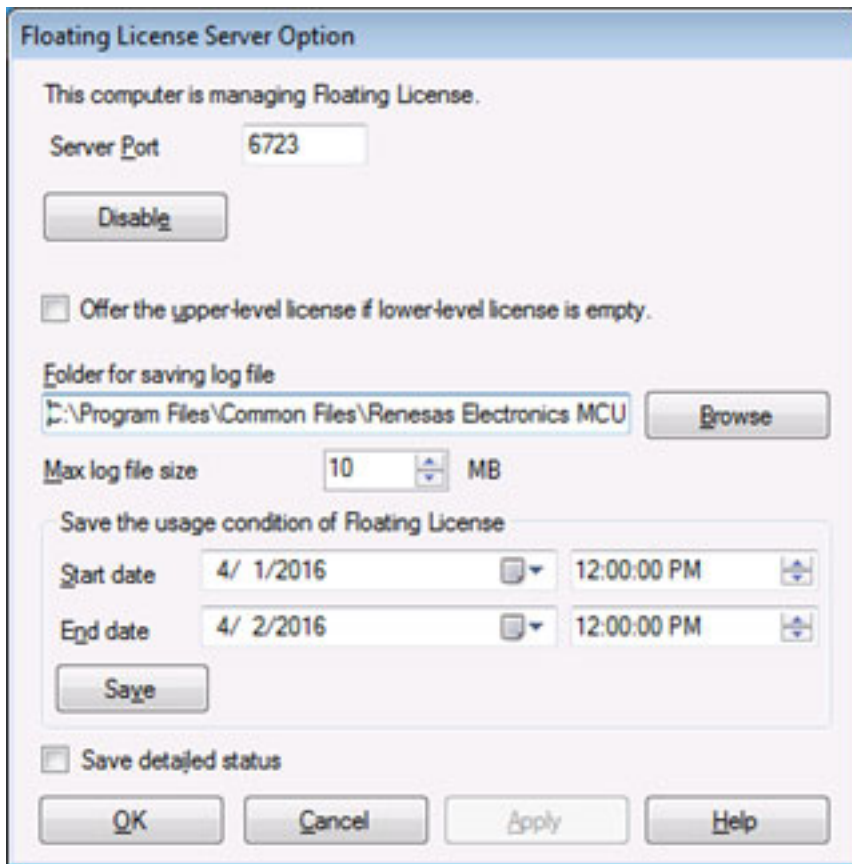 Floating License Server Option
This computer is managing Floating License.
Server Port 6723
Disable
Offer the upper-level license if lower-level license is empty.
Folder for saving log file
C:\Program Files\Common Files\Renesas Electronics MCU Browse
Max log file size 10 MB
Save the usage condition of Floating License
Start date 4/ 1/2016 12:00:00 PM
End date 4/ 2/2016 12:00:00 PM
Save
Save detailed status
OK Cancel Apply Help